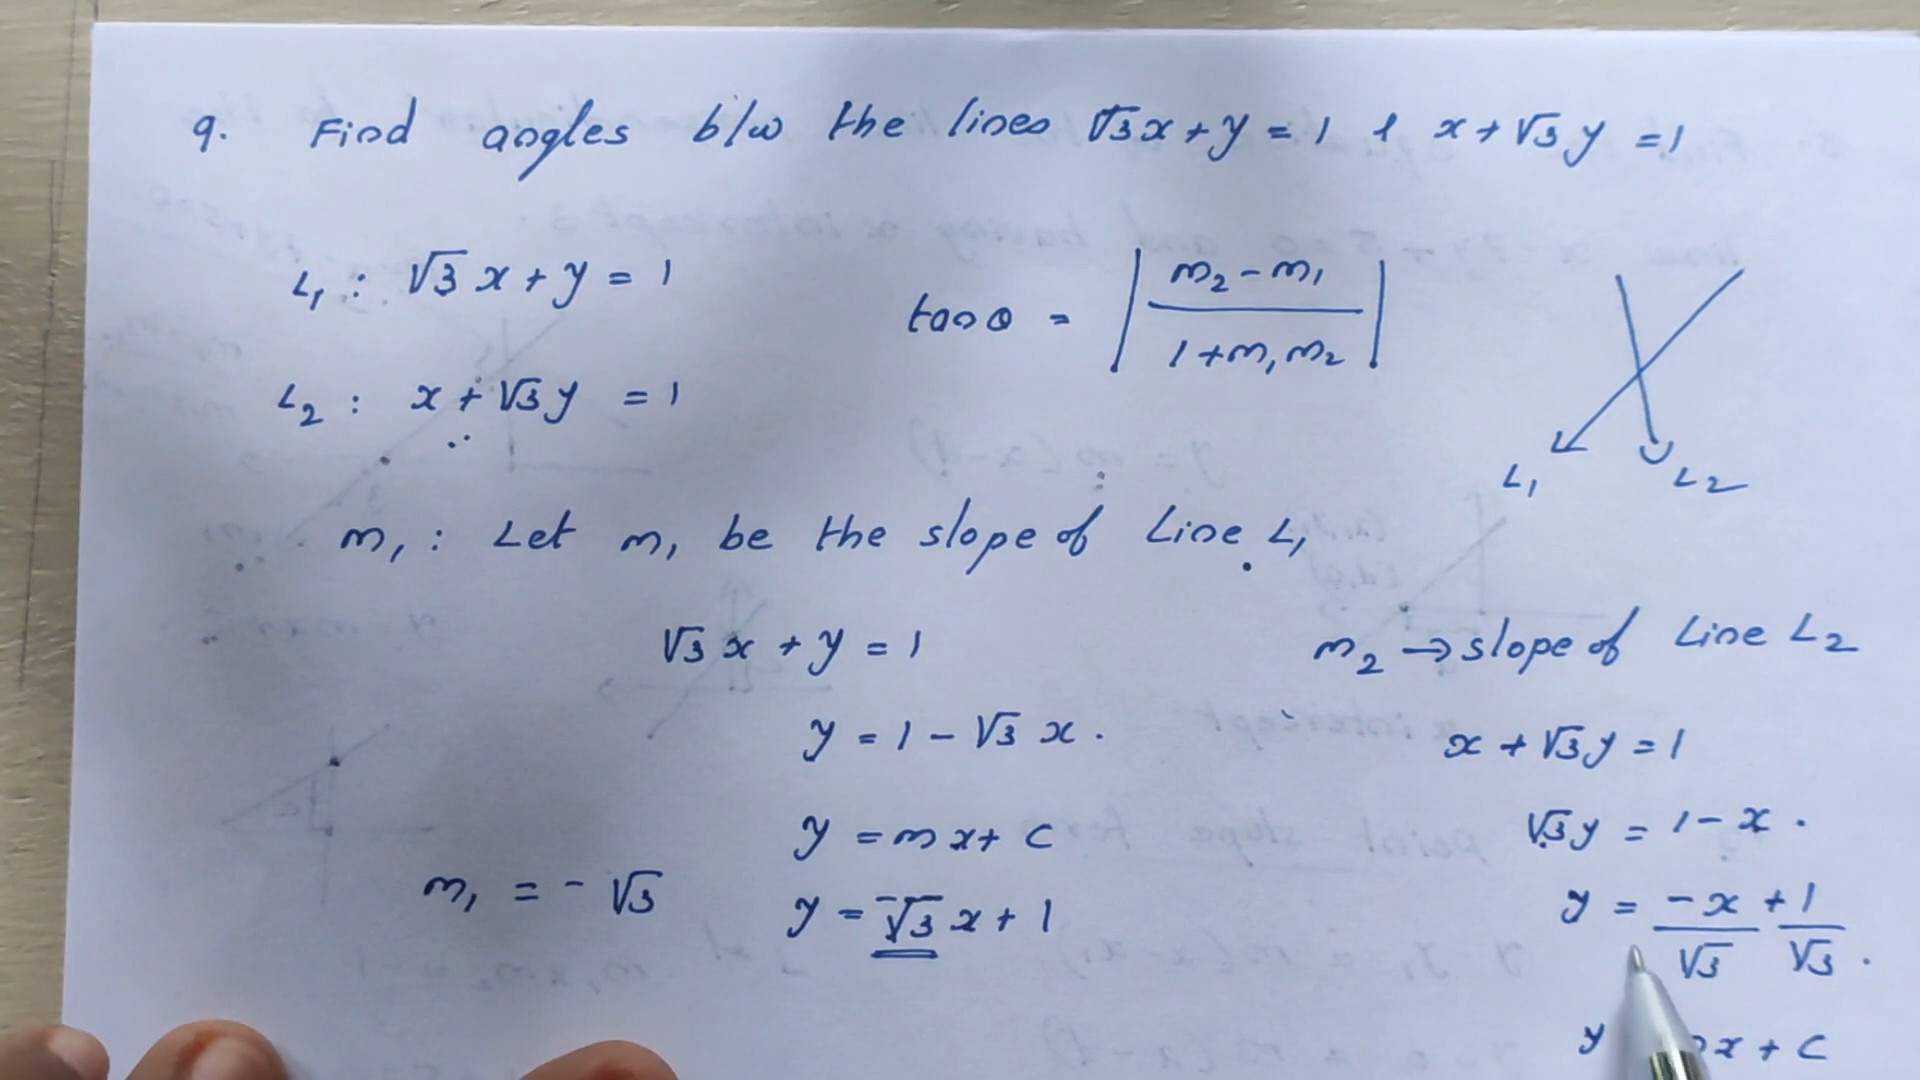 9. Find angles b/w the lines √3x + y = 1 & x + √3y = 1
L₁ : √3 x + y = 1
L₂ : x + √3y = 1
tanθ = | (m₂ - m₁) / (1 + m₁ m₂) |
L₁ L₂
m₁ : Let m₁ be the slope of Line L₁
√3 x + y = 1
y = 1 - √3 x .
y = mx + c
y = -√3 x + 1
m₁ = - √3
m₂ → slope of Line L₂
x + √3y = 1
√3y = 1 - x .
y = -x/√3 + 1/√3 .
y x + c